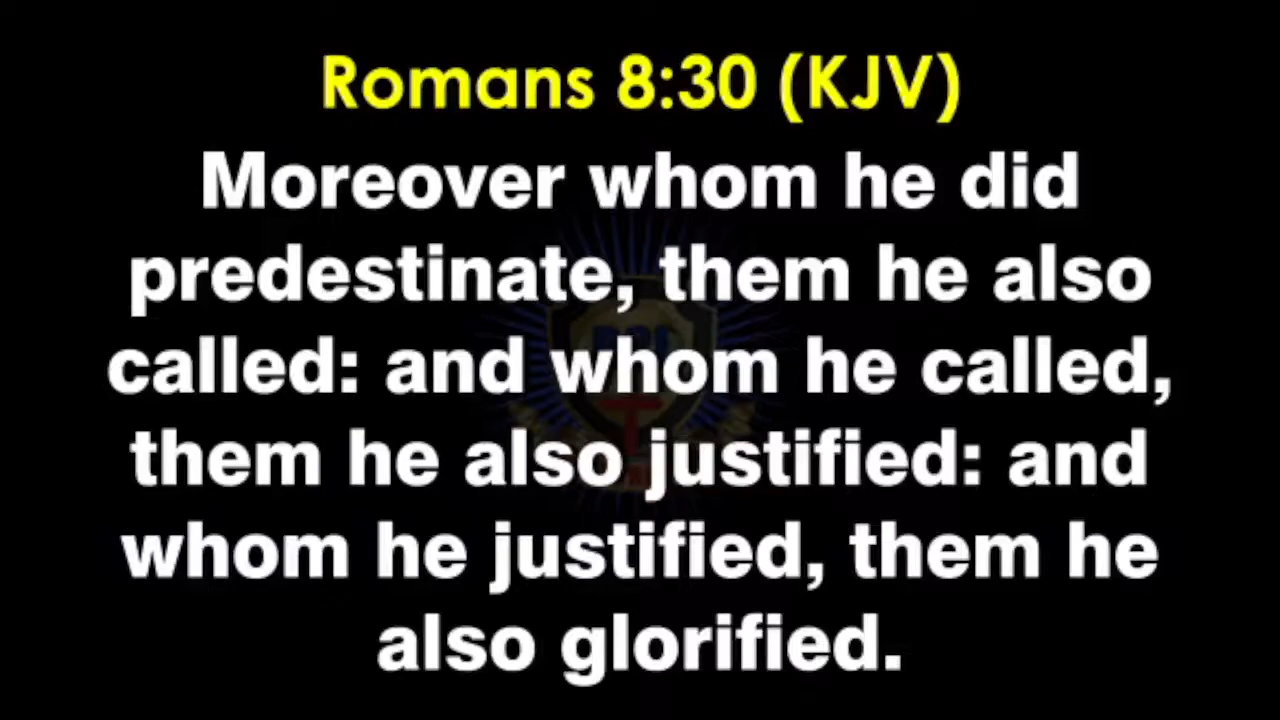 Romans 8:30 (KJV)
Moreover whom he did
predestinate, them he also
called: and whom he called,
them he also justified: and
whom he justified, them he
also glorified.